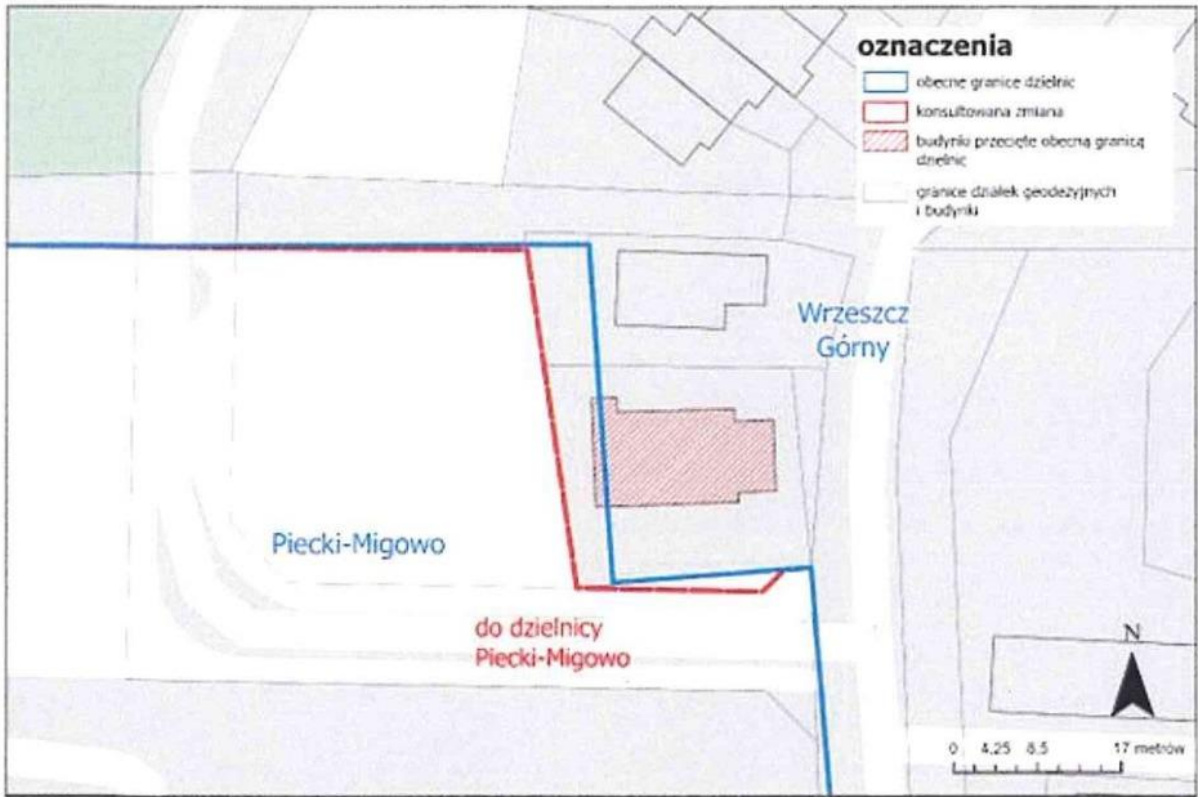 oznaczenia
obecne granice dzielnic
konsultowana zmiana
budynki przecięte obecną granicą
dzielnic
granice działek geodezyjnych
i budynki
Wrzeszcz
Górny
Piecki-Migowo
do dzielnicy
Piecki-Migowo
N
0 4,25 8,5 17 metrów